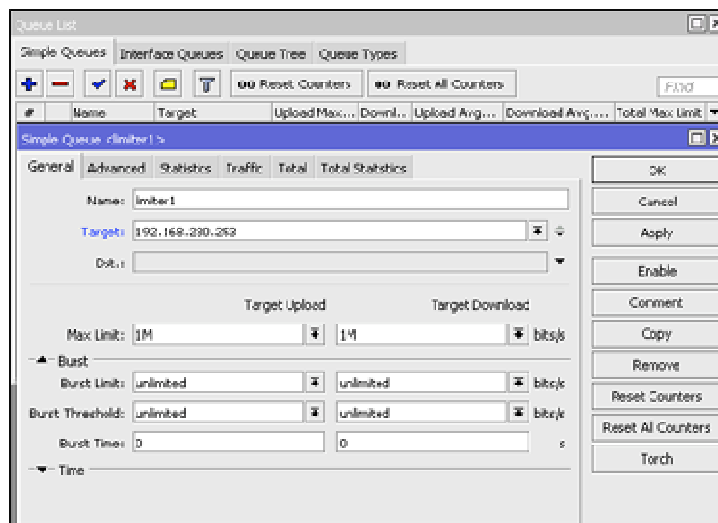 Queue List
Simple Queues Interface Queues Queue Tree Queue Types
00 Reset Counters 00 Reset All Counters Find
# Name Target Upload Max... Downl... Upload Avg... Download Avg.... Total Max Limit
Simple Queue <limiter1>
General Advanced Statistics Traffic Total Total Statistics
OK
Name: limiter1
Cancel
Target: 192.168.230.253
Apply
Dst.:
Enable
Target Upload Target Download
Comment
Max Limit: 1M 1M bits/s
Copy
Burst
Remove
Burst Limit: unlimited unlimited bits/s
Reset Counters
Burst Threshold: unlimited unlimited bits/s
Reset All Counters
Burst Time: 0 0 s
Torch
Time